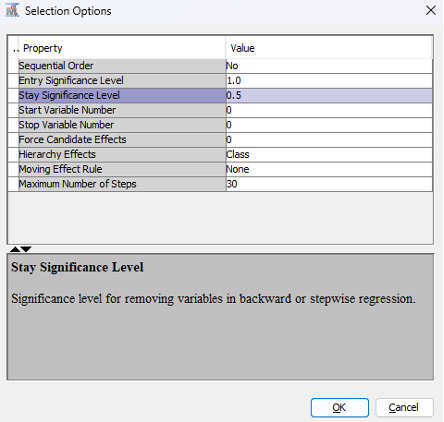 Selection Options
.. Property Value
Sequential Order No
Entry Significance Level 1.0
Stay Significance Level 0.5
Start Variable Number 0
Stop Variable Number 0
Force Candidate Effects 0
Hierarchy Effects Class
Moving Effect Rule None
Maximum Number of Steps 30
Stay Significance Level
Significance level for removing variables in backward or stepwise regression.
OK Cancel